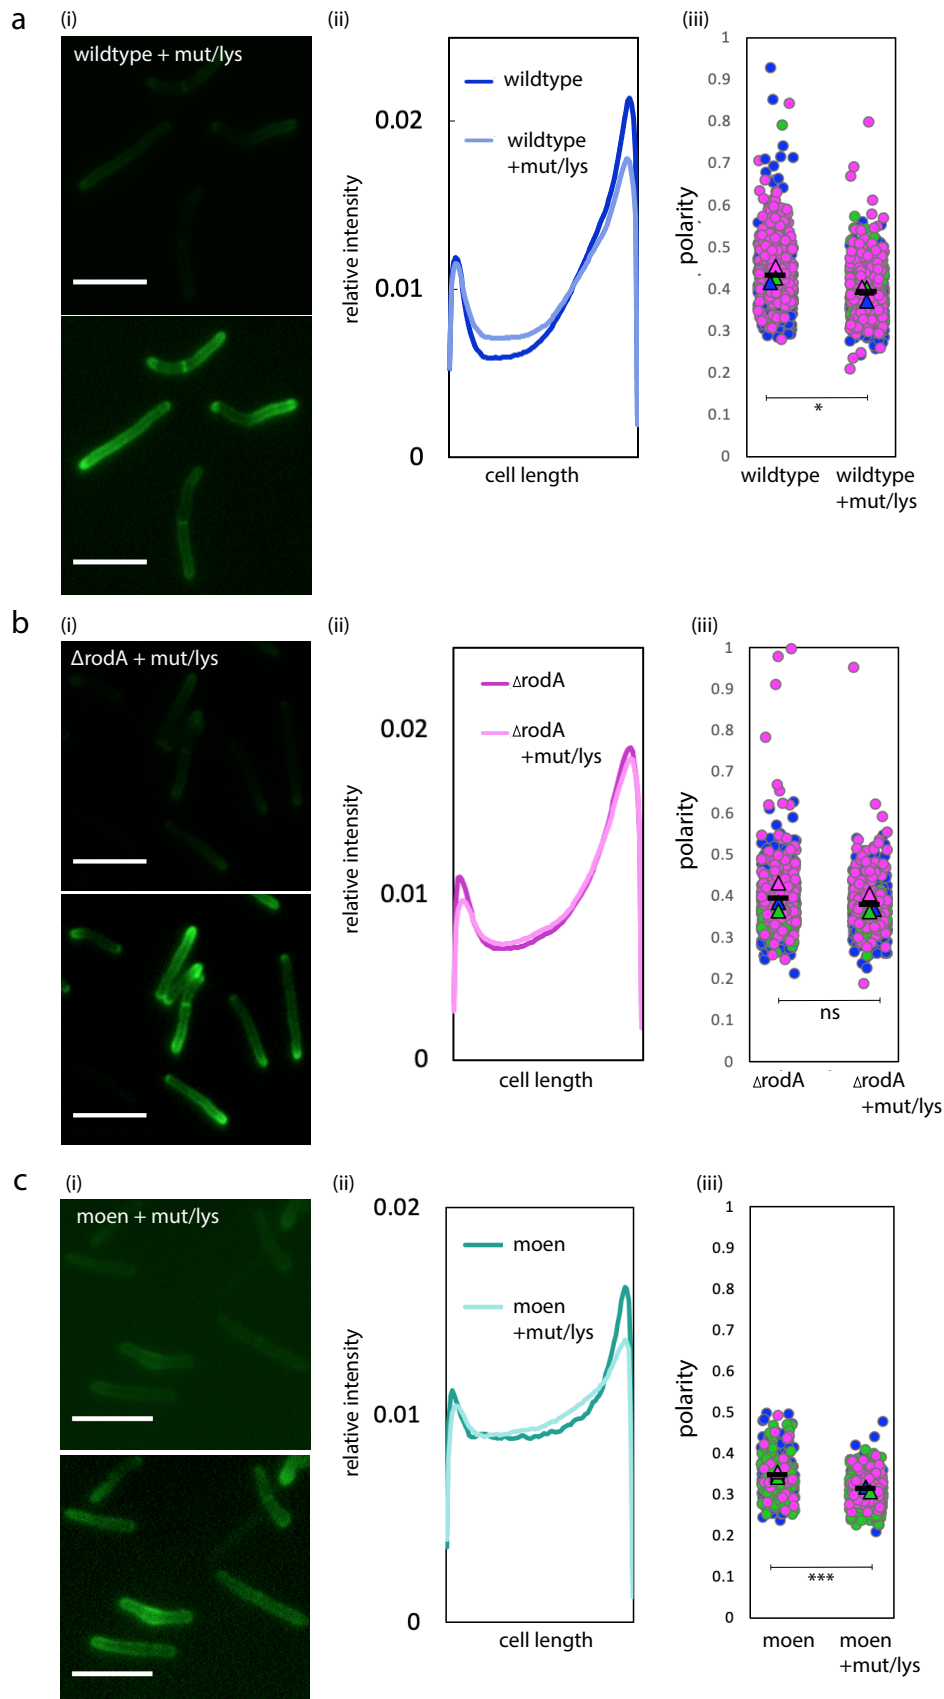 a
(i)
(ii)
(iii)
wildtype + mut/lys
relative intensity
0.02
0.01
0
wildtype
wildtype
+mut/lys
cell length
polarity
1
0.9
0.8
0.7
0.6
0.5
0.4
0.3
0.2
0.1
0
*
wildtype
wildtype
+mut/lys
b
(i)
(ii)
(iii)
ΔrodA + mut/lys
relative intensity
0.02
0.01
0
ΔrodA
ΔrodA
+mut/lys
cell length
polarity
1
0.9
0.8
0.7
0.6
0.5
0.4
0.3
0.2
0.1
0
ns
ΔrodA
ΔrodA
+mut/lys
c
(i)
(ii)
(iii)
moen + mut/lys
relative intensity
0.02
0.01
0
moen
moen
+mut/lys
cell length
polarity
1
0.9
0.8
0.7
0.6
0.5
0.4
0.3
0.2
0.1
0
***
moen
moen
+mut/lys